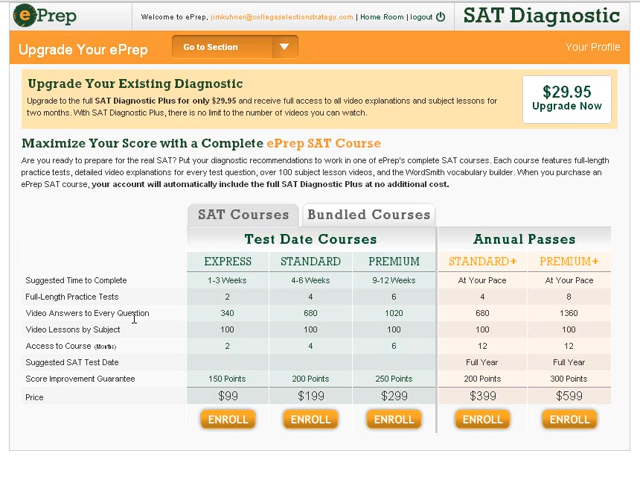 ePrep
Welcome to ePrep, jimkuhner@collegeselectionstrategy.com | Home Room | logout
SAT Diagnostic
Upgrade Your ePrep
Go to Section
Your Profile
Upgrade Your Existing Diagnostic
Upgrade to the full SAT Diagnostic Plus for only $29.95 and receive full access to all video explanations and subject lessons for
two months. With SAT Diagnostic Plus, there is no limit to the number of videos you can watch.
$29.95
Upgrade Now
Maximize Your Score with a Complete ePrep SAT Course
Are you ready to prepare for the real SAT? Put your diagnostic recommendations to work in one of ePrep's complete SAT courses. Each course features full-length
practice tests, detailed video explanations for every test question, over 100 subject lesson videos, and the WordSmith vocabulary builder. When you purchase an
ePrep SAT course, your account will automatically include the full SAT Diagnostic Plus at no additional cost.
SAT Courses Bundled Courses
Test Date Courses Annual Passes
EXPRESS STANDARD PREMIUM STANDARD+ PREMIUM+
Suggested Time to Complete 1-3 Weeks 4-6 Weeks 9-12 Weeks At Your Pace At Your Pace
Full-Length Practice Tests 2 4 6 4 8
Video Answers to Every Question 340 680 1020 680 1360
Video Lessons by Subject 100 100 100 100 100
Access to Course (Months) 2 4 6 12 12
Suggested SAT Test Date Full Year Full Year
Score Improvement Guarantee 150 Points 200 Points 250 Points 200 Points 300 Points
Price $99 $199 $299 $399 $599
ENROLL ENROLL ENROLL ENROLL ENROLL